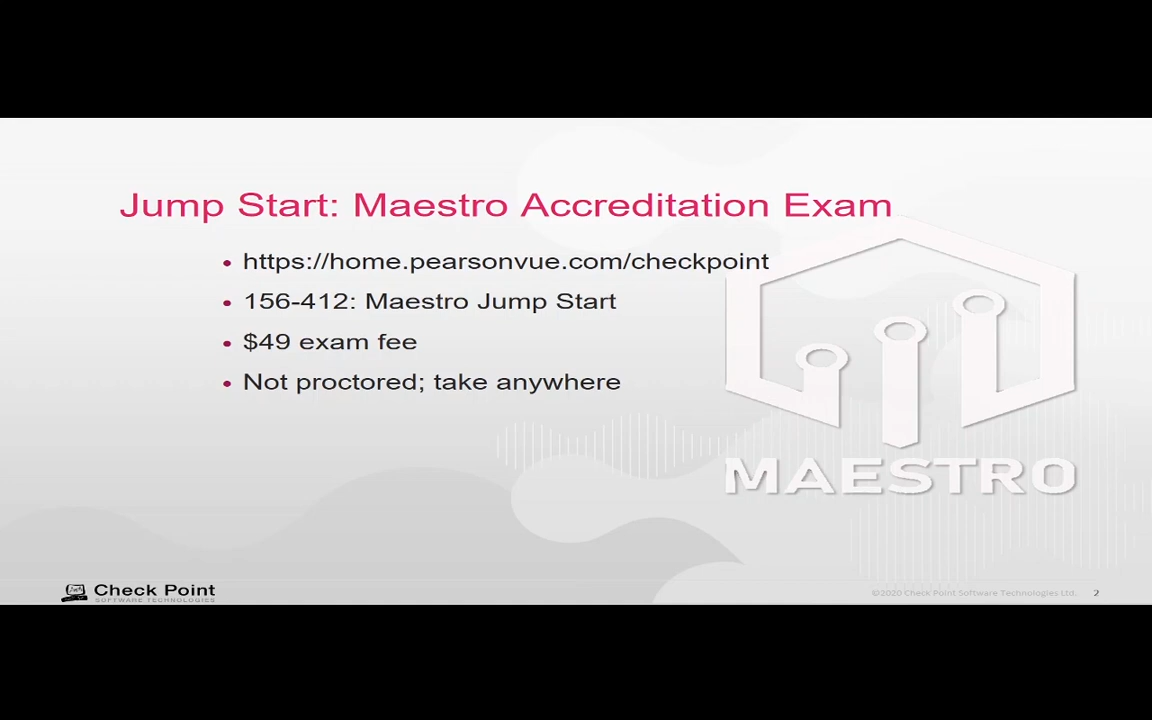 Jump Start: Maestro Accreditation Exam
• https://home.pearsonvue.com/checkpoint
• 156-412: Maestro Jump Start
• $49 exam fee
• Not proctored; take anywhere
MAESTRO
Check Point
SOFTWARE TECHNOLOGIES
©2020 Check Point Software Technologies Ltd.
2